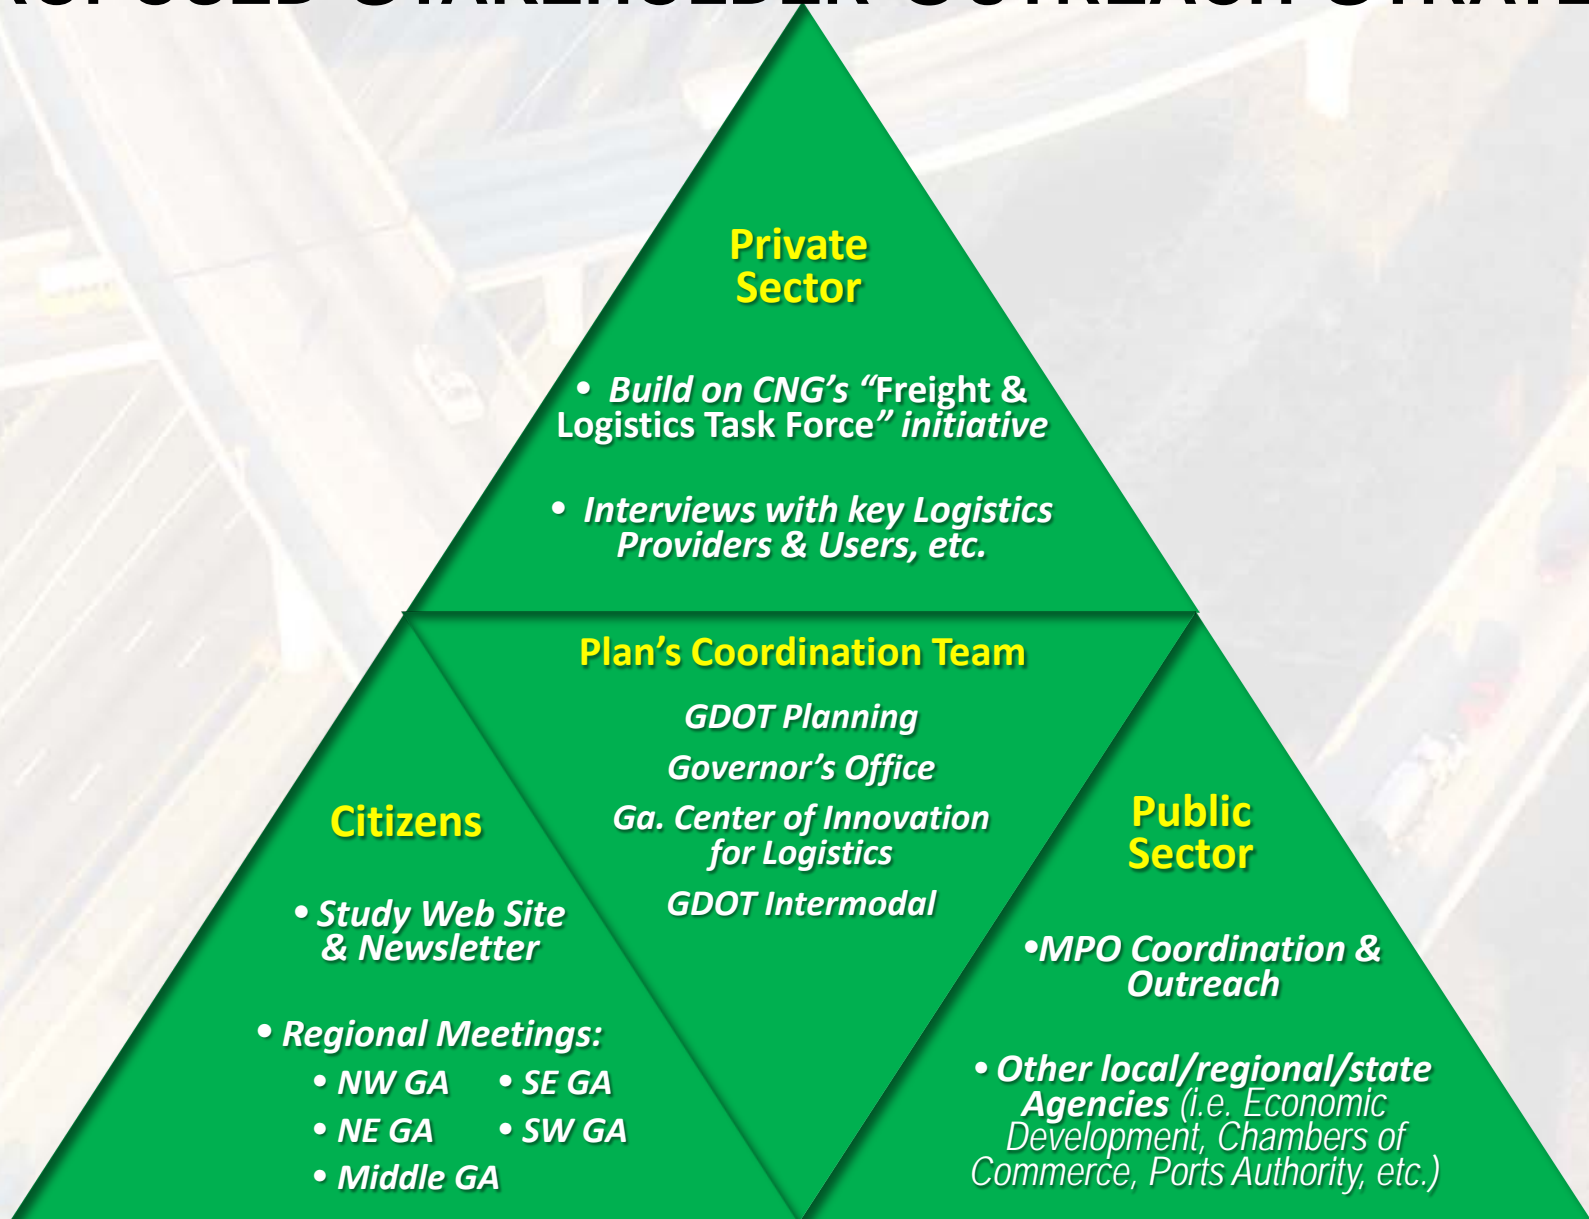 Private
Sector
• Build on CNG's “Freight &
Logistics Task Force” initiative
• Interviews with key Logistics
Providers & Users, etc.
Plan's Coordination Team
GDOT Planning
Governor's Office
Ga. Center of Innovation
for Logistics
GDOT Intermodal
Citizens
• Study Web Site
& Newsletter
• Regional Meetings:
• NW GA • SE GA
• NE GA • SW GA
• Middle GA
Public
Sector
•MPO Coordination &
Outreach
• Other local/regional/state
Agencies (i.e. Economic
Development, Chambers of
Commerce, Ports Authority, etc.)